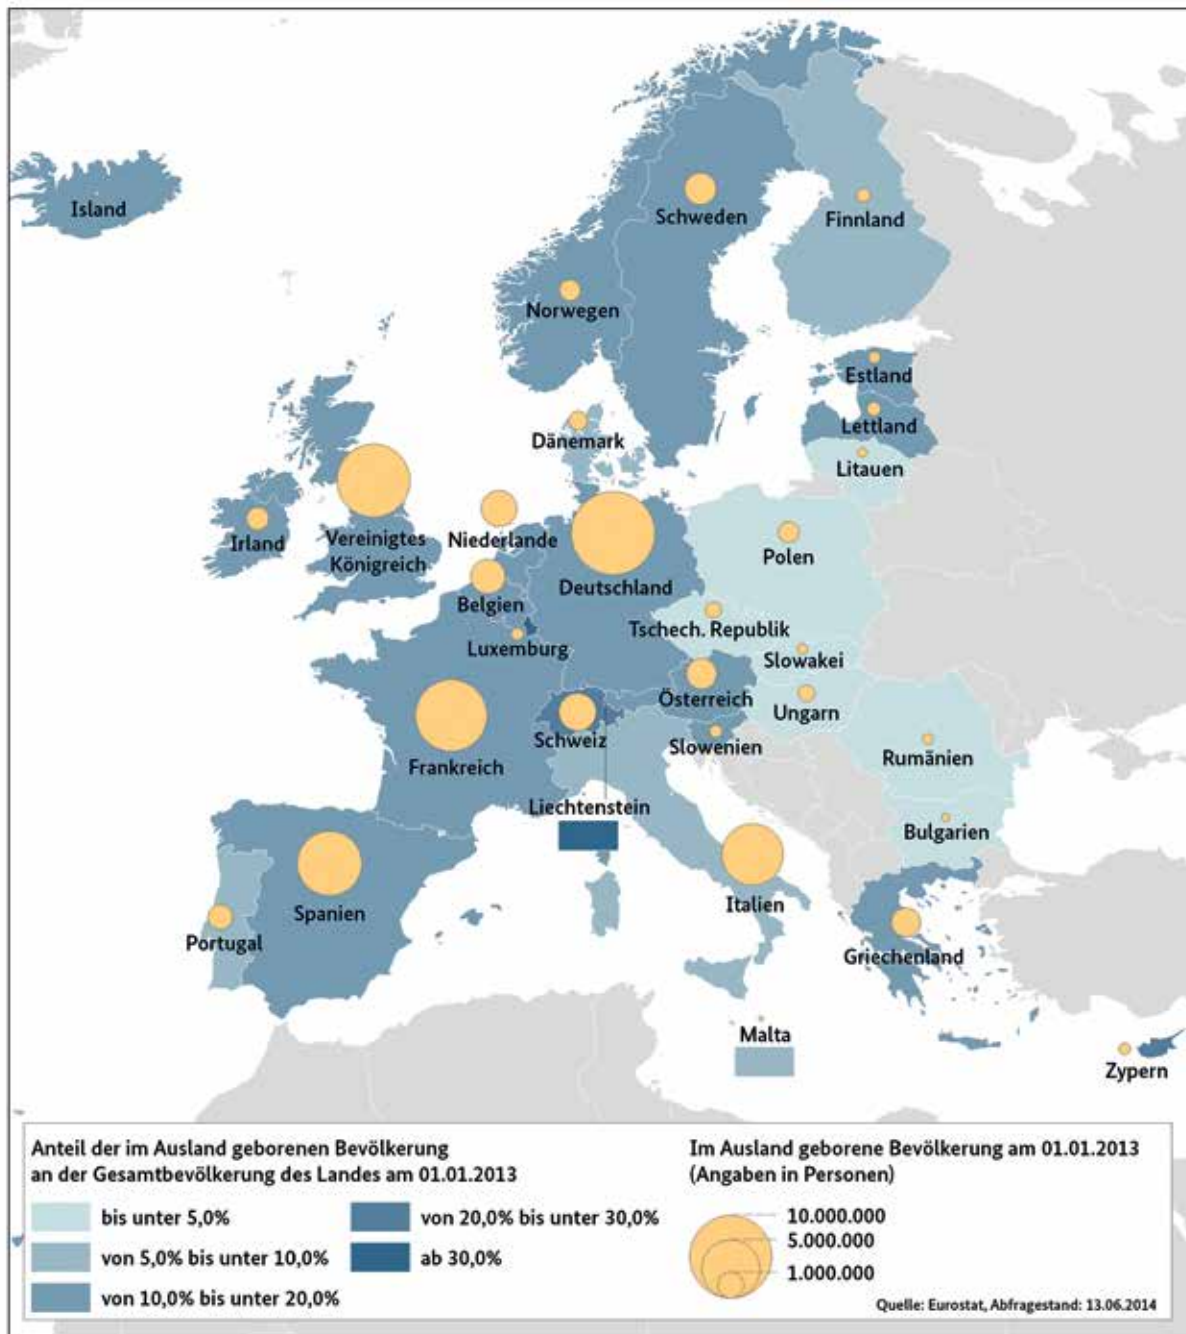 Island
Schweden
Finnland
Norwegen
Estland
Lettland
Dänemark
Litauen
Irland
Vereinigtes
Königreich
Niederlande
Polen
Deutschland
Belgien
Tschech. Republik
Luxemburg
Slowakei
Österreich
Ungarn
Schweiz
Slowenien
Frankreich
Rumänien
Liechtenstein
Bulgarien
Spanien
Italien
Portugal
Griechenland
Malta
Zypern
Anteil der im Ausland geborenen Bevölkerung
an der Gesamtbevölkerung des Landes am 01.01.2013
bis unter 5,0%
von 5,0% bis unter 10,0%
von 10,0% bis unter 20,0%
von 20,0% bis unter 30,0%
ab 30,0%
Im Ausland geborene Bevölkerung am 01.01.2013
(Angaben in Personen)
10.000.000
5.000.000
1.000.000
Quelle: Eurostat, Abfragestand: 13.06.2014